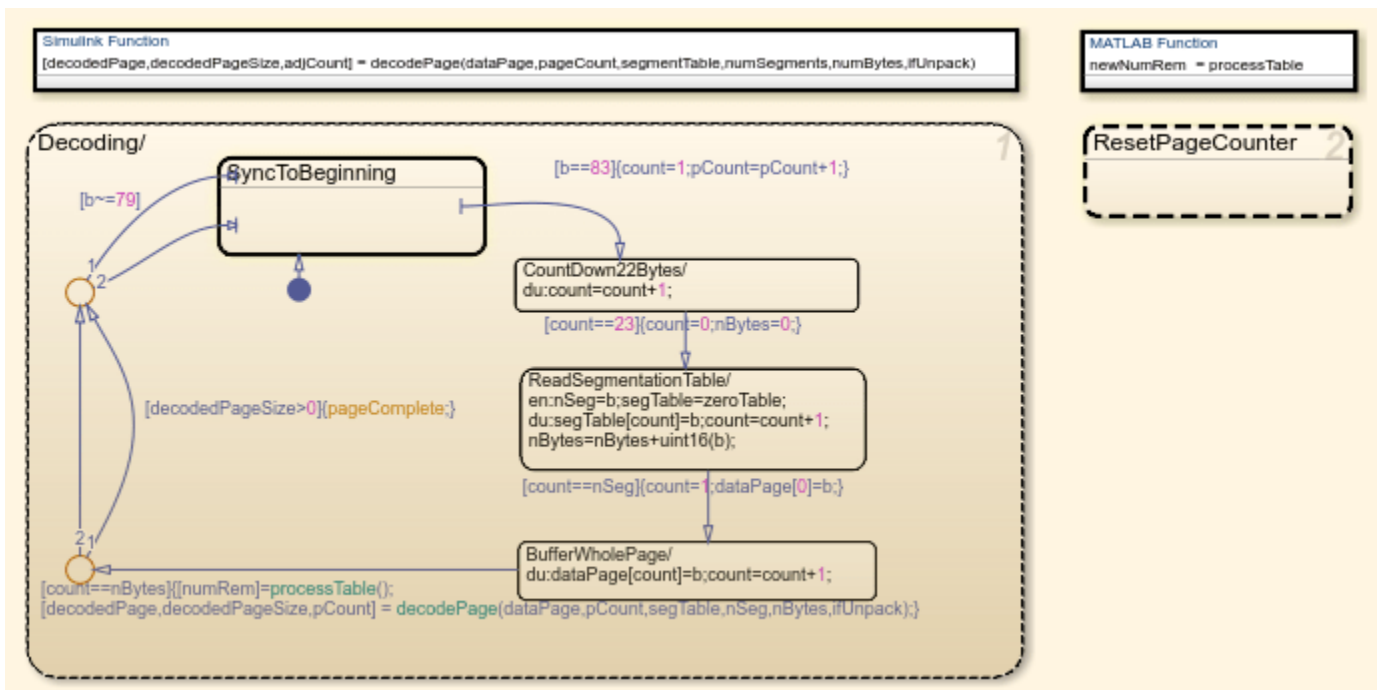 Simulink Function
[decodedPage,decodedPageSize,adjCount] = decodePage(dataPage,pageCount,segmentTable,numSegments,numBytes,ifUnpack)
MATLAB Function
newNumRem = processTable
Decoding/
1
ResetPageCounter
2
SyncToBeginning
[b==83]{count=1;pCount=pCount+1;}
[b~=79]
1
2
CountDown22Bytes/
du:count=count+1;
[count==23]{count=0;nBytes=0;}
ReadSegmentationTable/
en:nSeg=b;segTable=zeroTable;
du:segTable[count]=b;count=count+1;
nBytes=nBytes+uint16(b);
[decodedPageSize>0]{pageComplete;}
[count==nSeg]{count=1;dataPage[0]=b;}
2
1
BufferWholePage/
du:dataPage[count]=b;count=count+1;
[count==nBytes]{[numRem]=processTable();
[decodedPage,decodedPageSize,pCount] = decodePage(dataPage,pCount,segTable,nSeg,nBytes,ifUnpack);}